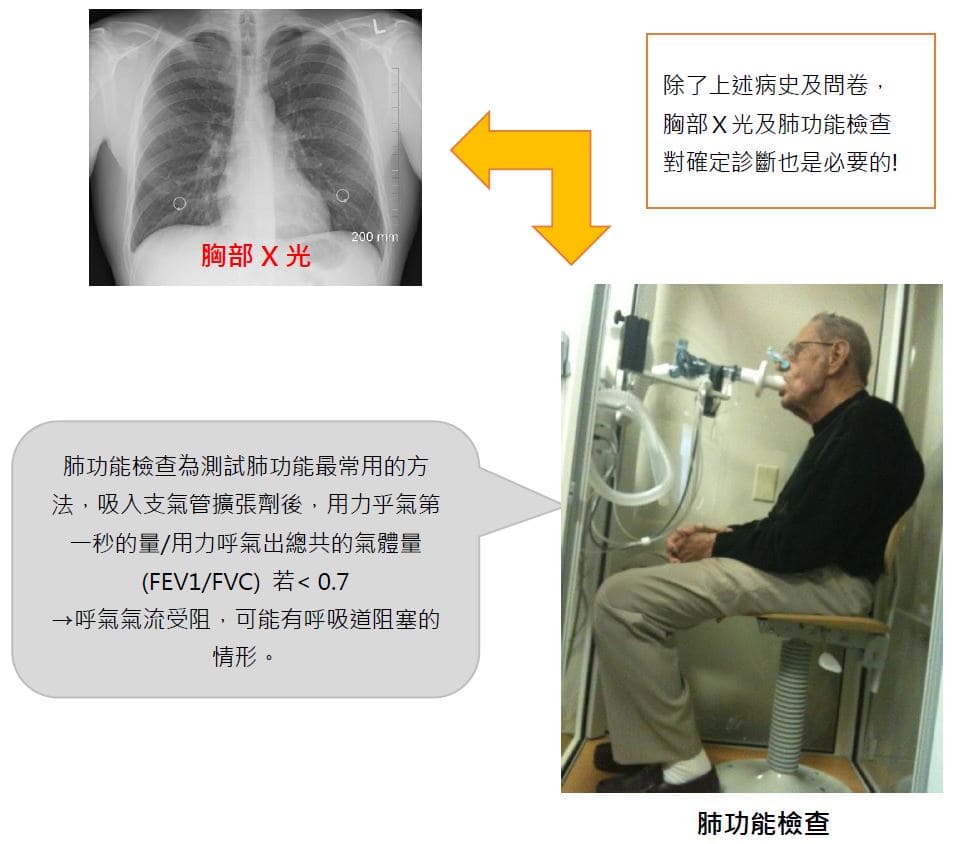 L
200 mm
胸部 X 光
除了上述病史及問卷，
胸部 X 光及肺功能檢查
對確定診斷也是必要的!
肺功能檢查為測試肺功能最常用的方
法，吸入支氣管擴張劑後，用力乎氣第
一秒的量/用力呼氣出總共的氣體量
(FEV1/FVC) 若< 0.7
→呼氣氣流受阻，可能有呼吸道阻塞的
情形。
肺功能檢查